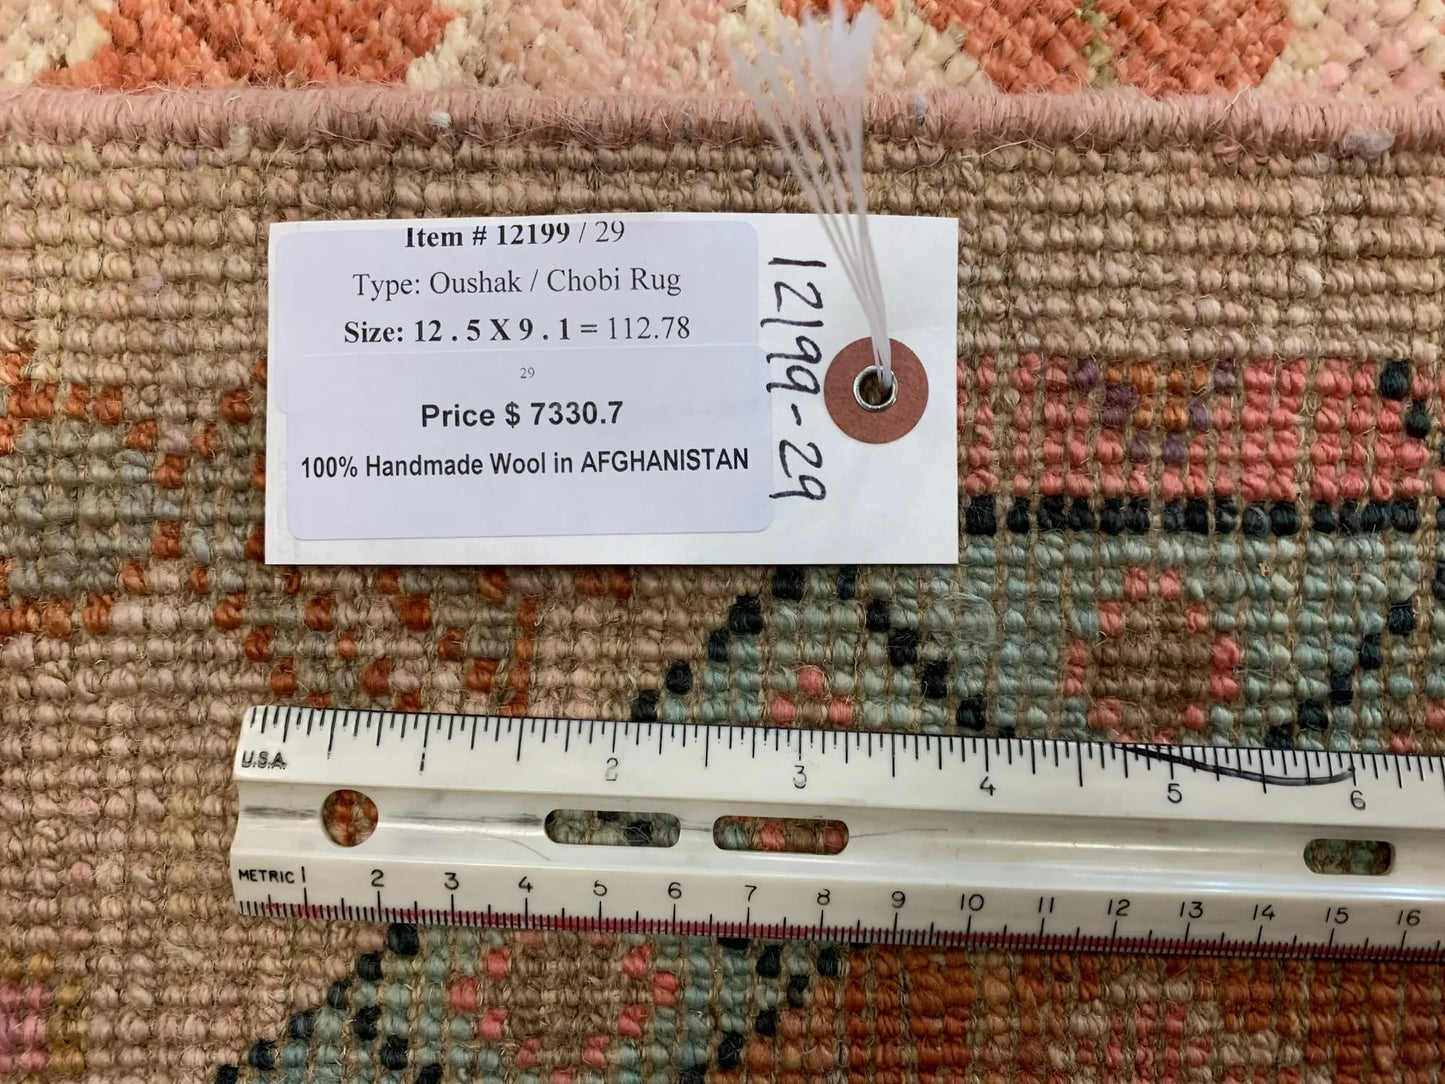 Item # 12199 / 29
Type: Oushak / Chobi Rug
Size: 12 . 5 X 9 . 1 = 112.78
29
Price $ 7330.7
100% Handmade Wool in AFGHANISTAN
12199-29
U.S.A.
1 2 3 4 5 6
METRIC 1 2 3 4 5 6 7 8 9 10 11 12 13 14 15 16